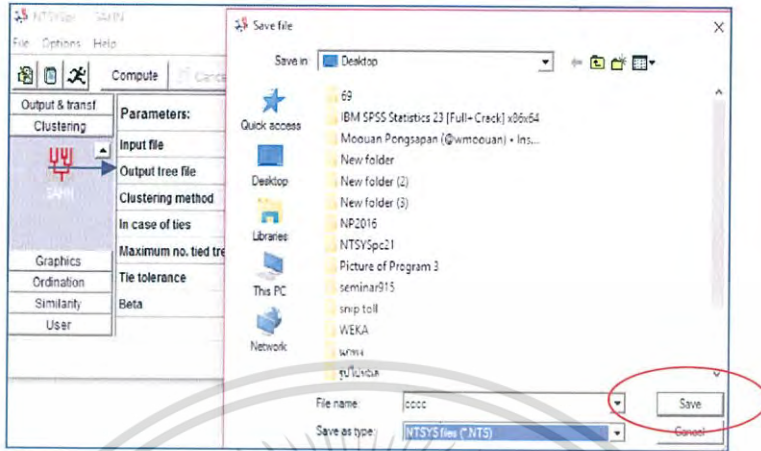 NTSYSpc SAHN
File Options Help
Compute Cance
Output & transf.
Clustering
SAHN
Graphics
Ordination
Similarity
User
Parameters:
Input file
Output tree file
Clustering method
In case of ties
Maximum no. tied tre
Tie tolerance
Beta
Save file
Save in: Desktop
Quick access
Desktop
Libraries
This PC
Network
69
IBM SPSS Statistics 23 [Full+Crack] x86x64
Moouan Pongsapan (@wmoouan) • Ins...
New folder
New folder (2)
New folder (3)
NP2016
NTSYSpc21
Picture of Program 3
seminar915
snip toll
WEKA
File name: cccc
Save
Save as type: NTSYS files (*.NTS)
Cancel